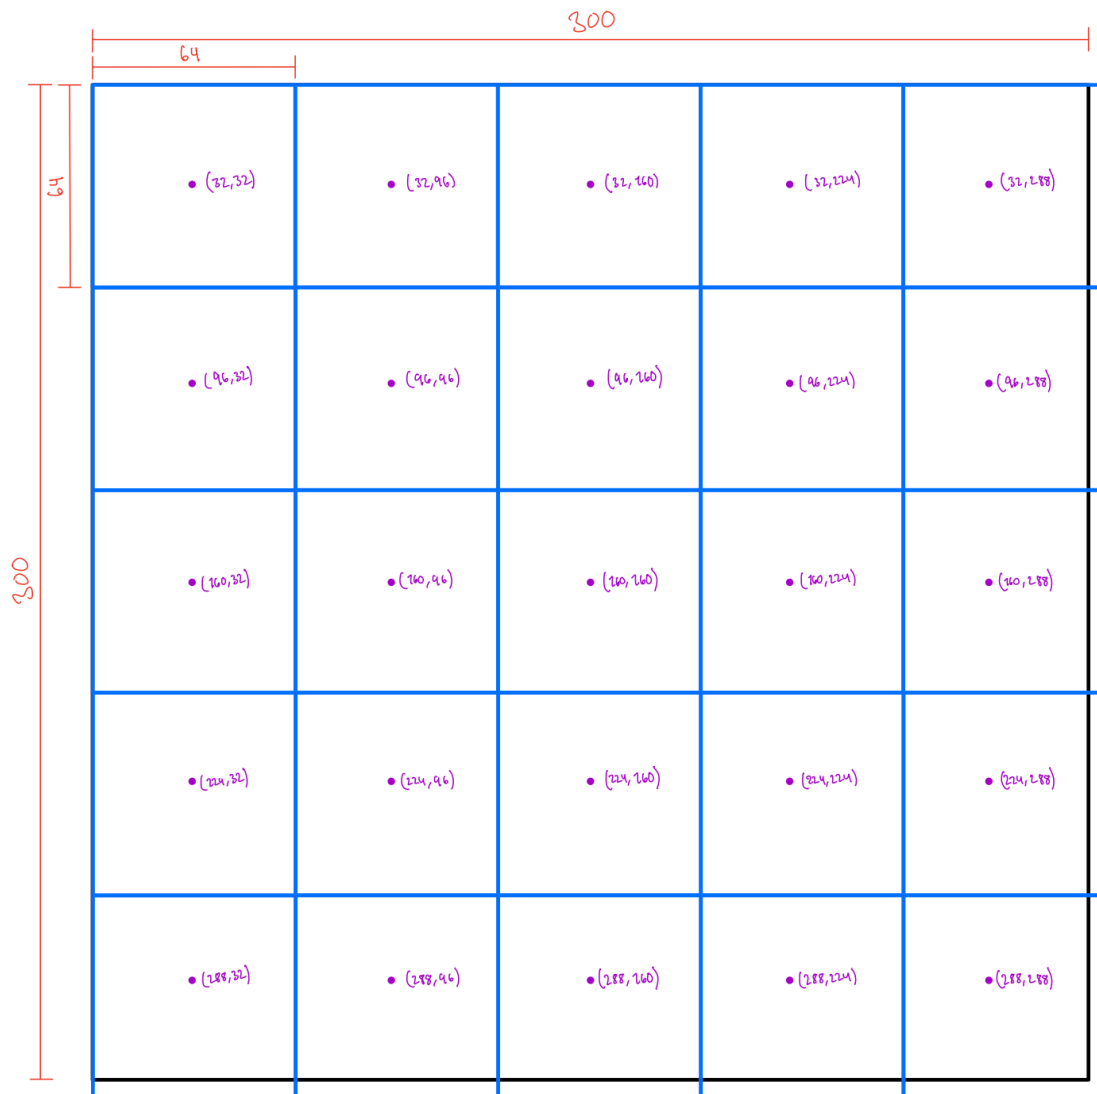 300
64
64
(32,32) (32,96) (32,160) (32,224) (32,288)
(96,32) (96,96) (96,160) (96,224) (96,288)
300
(160,32) (160,96) (160,160) (160,224) (160,288)
(224,32) (224,96) (224,160) (224,224) (224,288)
(288,32) (288,96) (288,160) (288,224) (288,288)